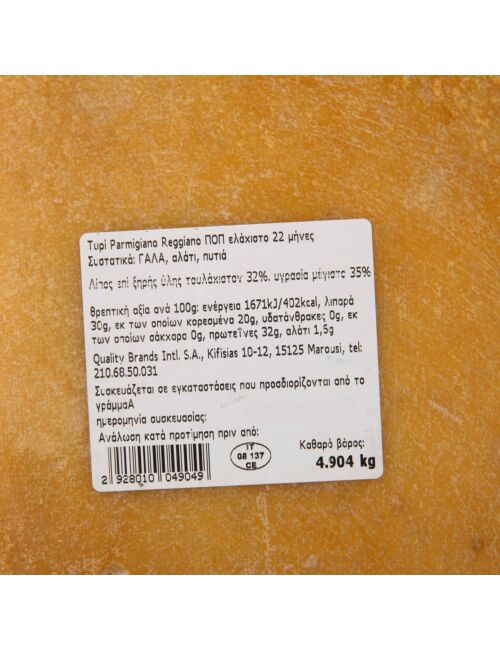 Tupi Parmigiano Reggiano ΠΟΠ ελάχιστο 22 μήνες
Συστατικά: ΓΑΛΑ, αλάτι, πυτιά
Λίπος επί ξηρής ύλης τουλάχιστον 32%, υγρασία μέγιστο 35%
Θρεπτική αξία ανά 100g: ενέργεια 1671kJ/402kcal, λιπαρά
30g, εκ των οποίων κορεσμένα 20g, υδατάνθρακες 0g, εκ
των οποίων σάκχαρα 0g, πρωτεΐνες 32g, αλάτι 1,5g
Quality Brands Intl. S.A., Kifisias 10-12, 15125 Marousi, tel:
210.68.50.031
Συσκευάζεται σε εγκαταστάσεις που προσδιορίζονται από το
γράμμαΑ
ημερομηνία συσκευασίας:
Ανάλωση κατά προτίμηση πριν από:
IT
08 137
CE
Καθαρό βάρος:
4.904 kg
2 928010 049049